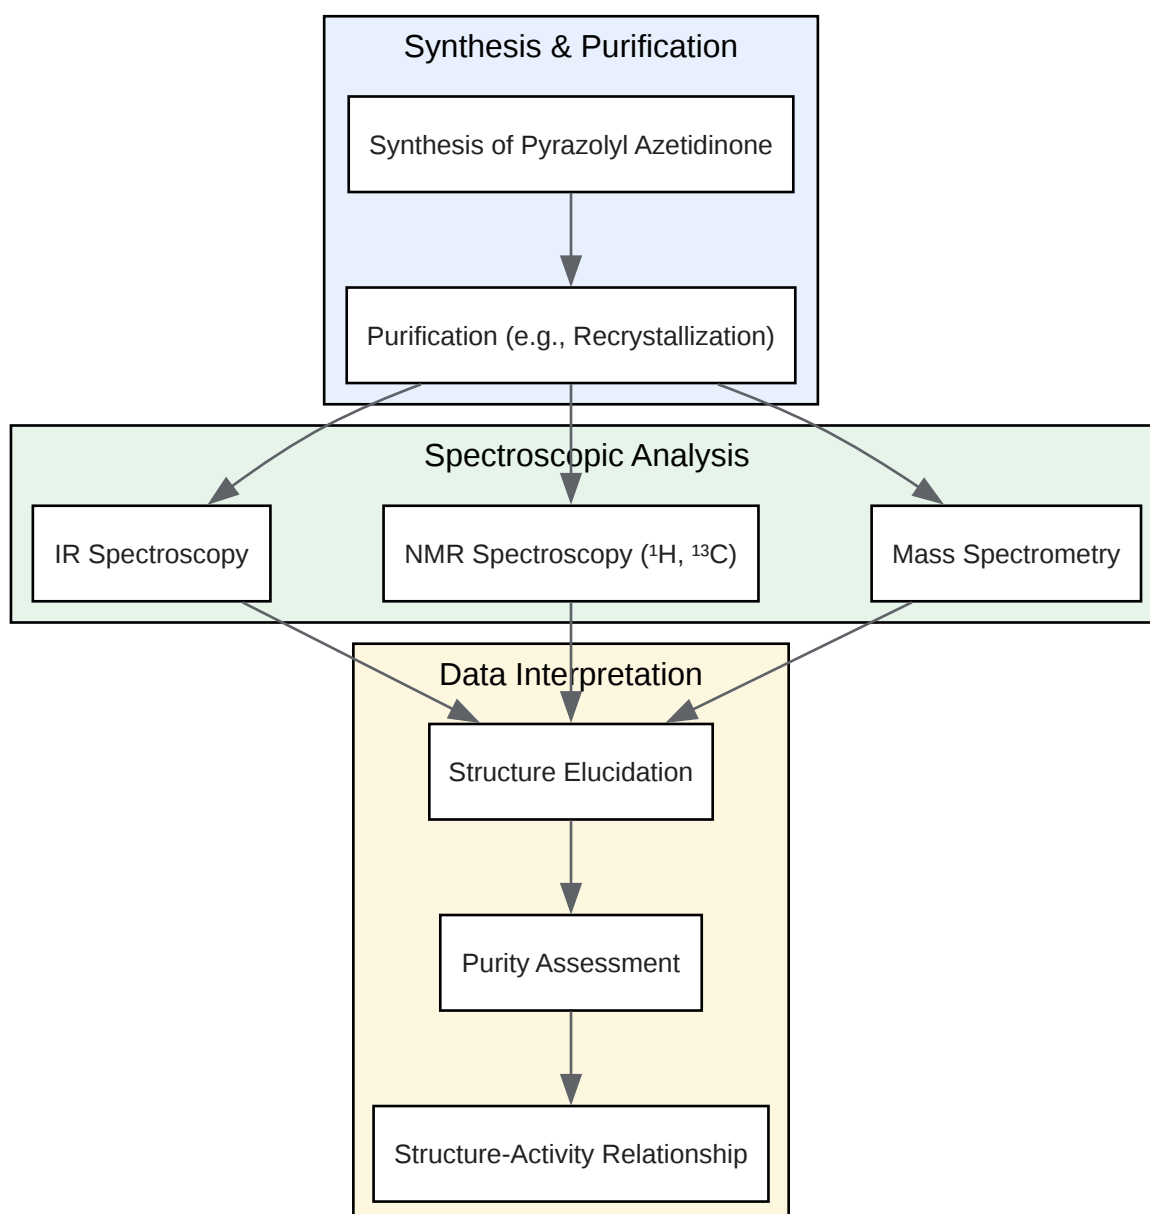 Synthesis & Purification
Synthesis of Pyrazolyl Azetidinone
Purification (e.g., Recrystallization)
Spectroscopic Analysis
IR Spectroscopy
NMR Spectroscopy (¹H, ¹³C)
Mass Spectrometry
Data Interpretation
Structure Elucidation
Purity Assessment
Structure-Activity Relationship